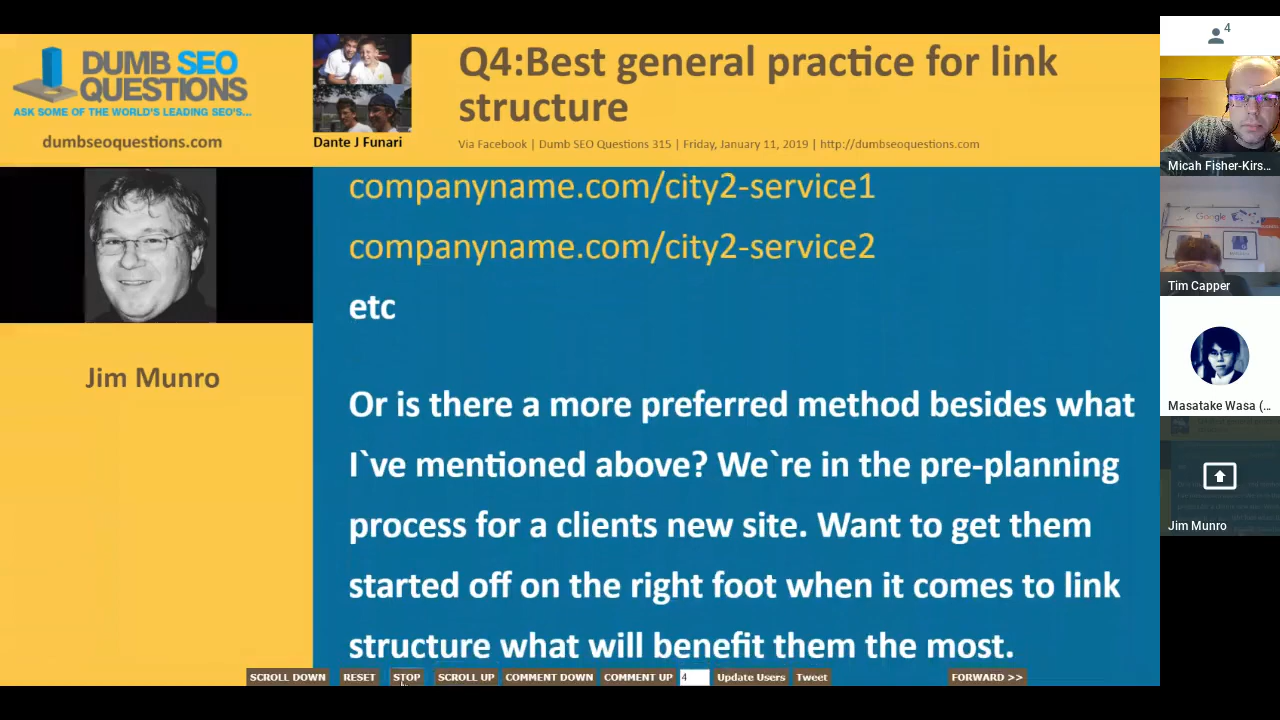 DUMB SEO
QUESTIONS
ASK SOME OF THE WORLD'S LEADING SEO'S...
dumbseoquestions.com
Dante J Funari
Q4:Best general practice for link
structure
Via Facebook | Dumb SEO Questions 315 | Friday, January 11, 2019 | http://dumbseoquestions.com
Jim Munro
companyname.com/city2-service1
companyname.com/city2-service2
etc
Or is there a more preferred method besides what
I`ve mentioned above? We`re in the pre-planning
process for a clients new site. Want to get them
started off on the right foot when it comes to link
structure what will benefit them the most.
SCROLL DOWN RESET STOP SCROLL UP COMMENT DOWN COMMENT UP 4 Update Users Tweet FORWARD >>
4
Micah Fisher-Kirs...
Google
Tim Capper
Masatake Wasa (...
Jim Munro